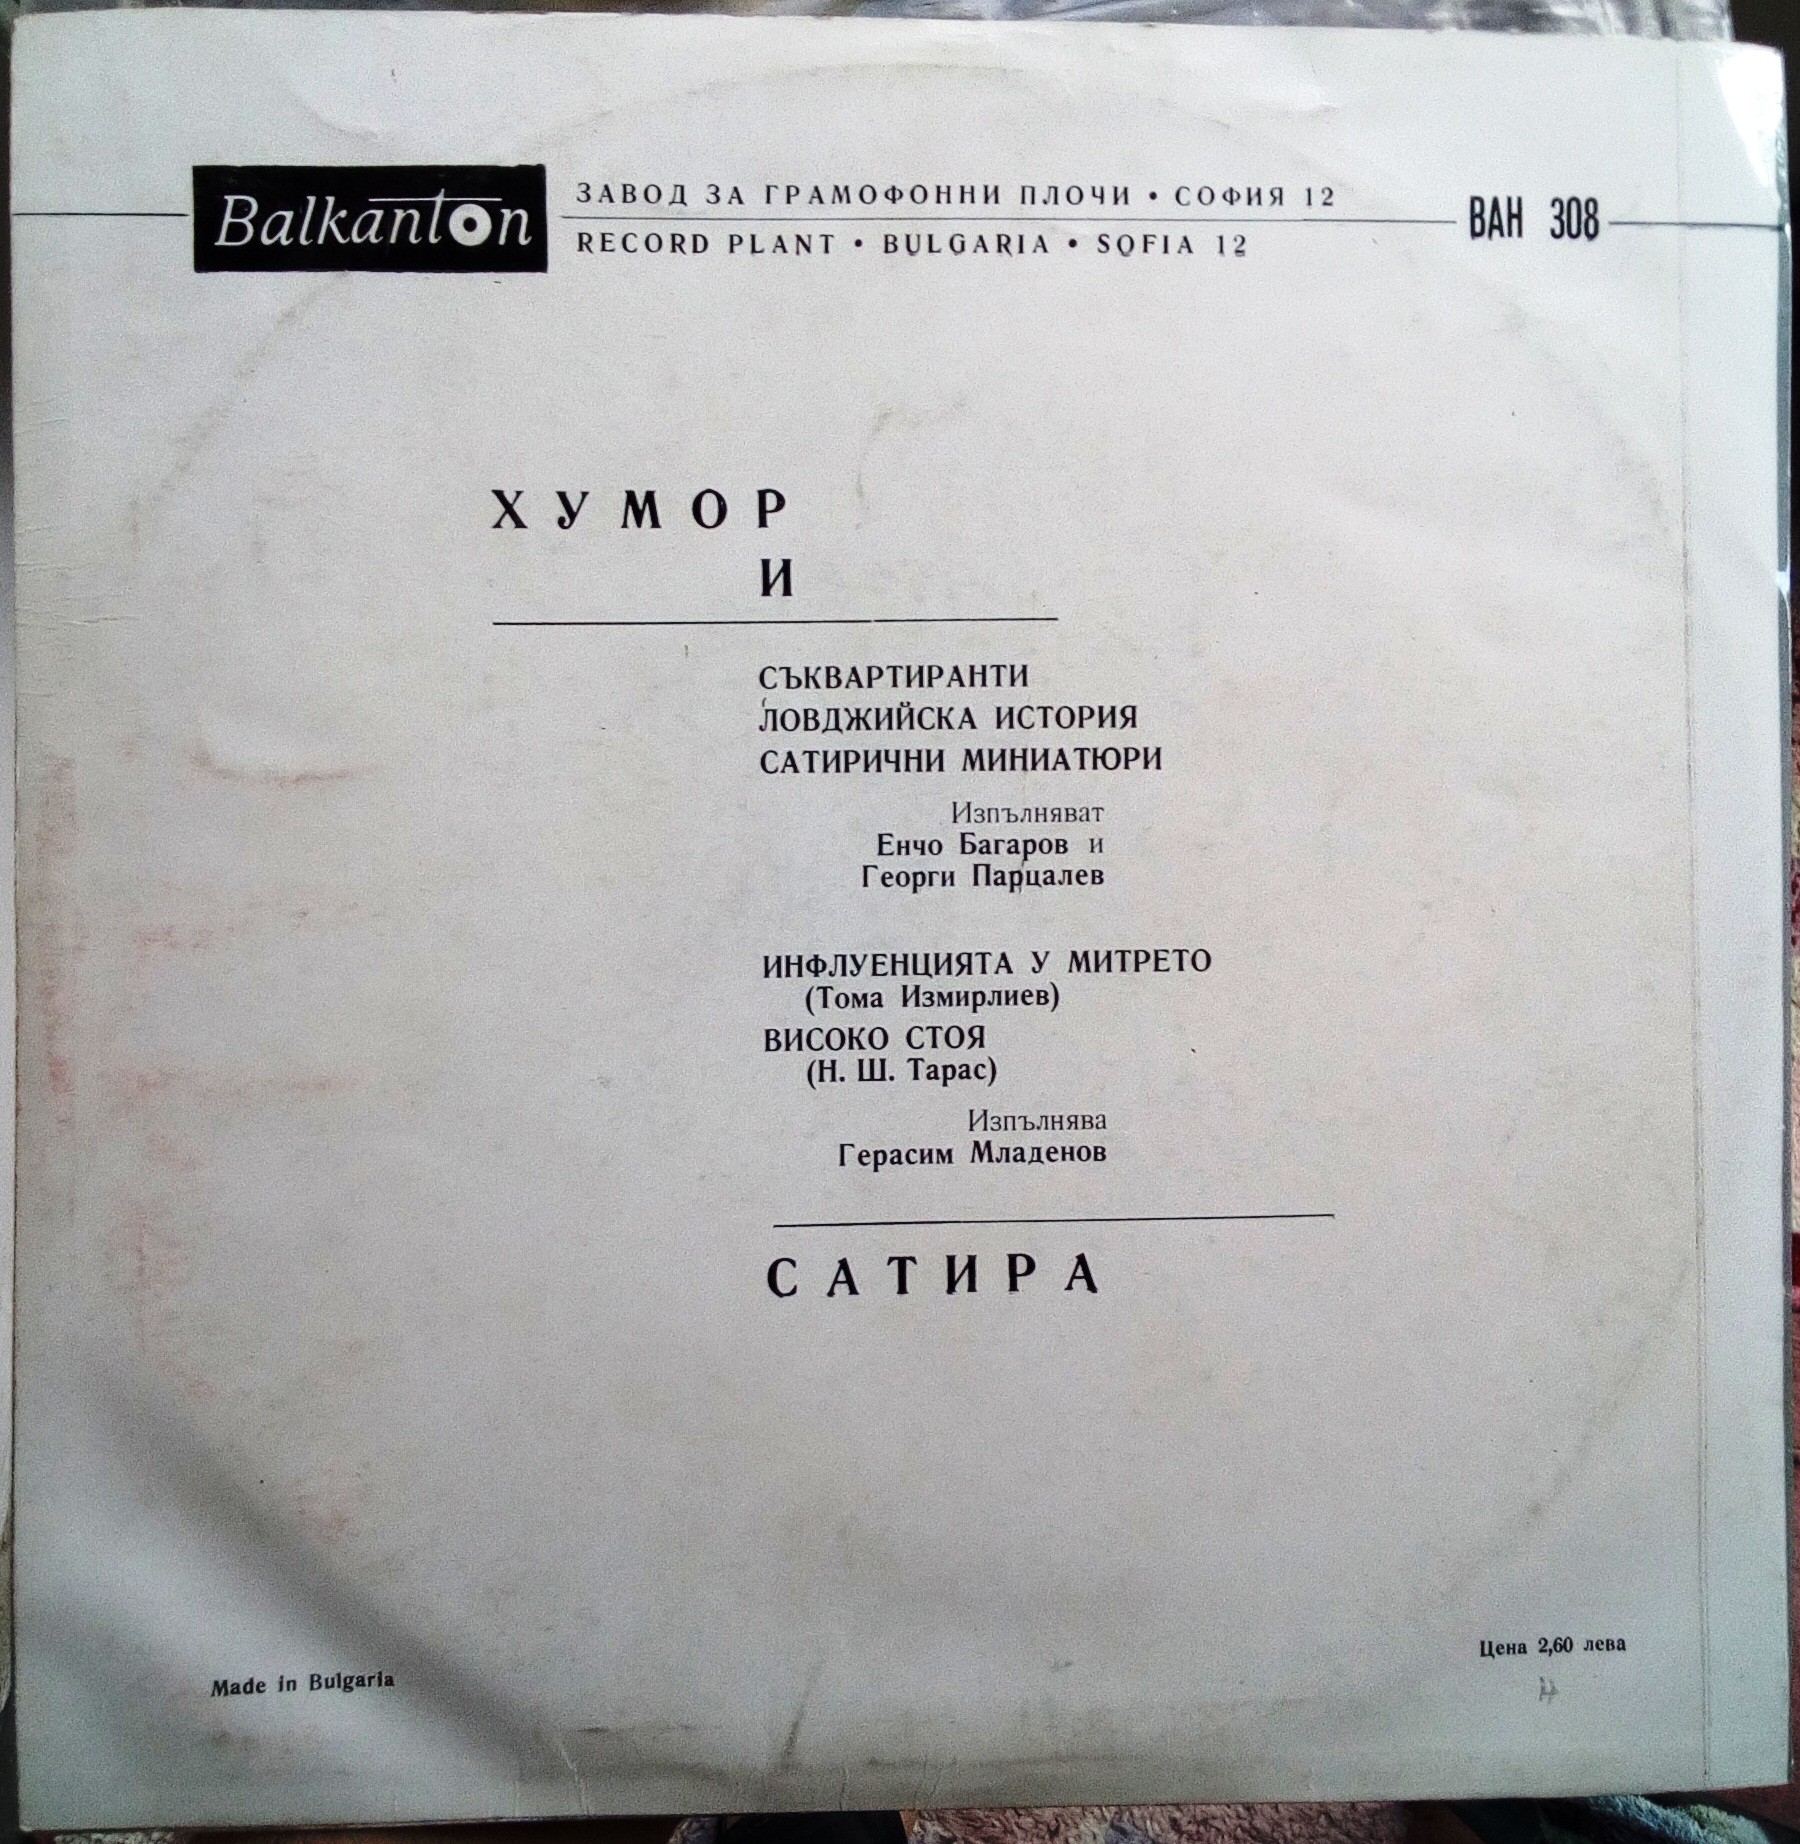 Balkanton
ЗАВОД ЗА ГРАМОФОННИ ПЛОЧИ • СОФИЯ 12
RECORD PLANT • BULGARIA • SOFIA 12
ВАН 308
ХУМОР
И
СЪКВАРТИРАНТИ
ЛОВДЖИЙСКА ИСТОРИЯ
САТИРИЧНИ МИНИАТЮРИ
Изпълняват
Енчо Багаров и
Георги Парцалев
ИНФЛУЕНЦИЯТА У МИТРЕТО
(Тома Измирлиев)
ВИСОКО СТОЯ
(Н. Ш. Тарас)
Изпълнява
Герасим Младенов
САТИРА
Цена 2,60 лева
Made in Bulgaria